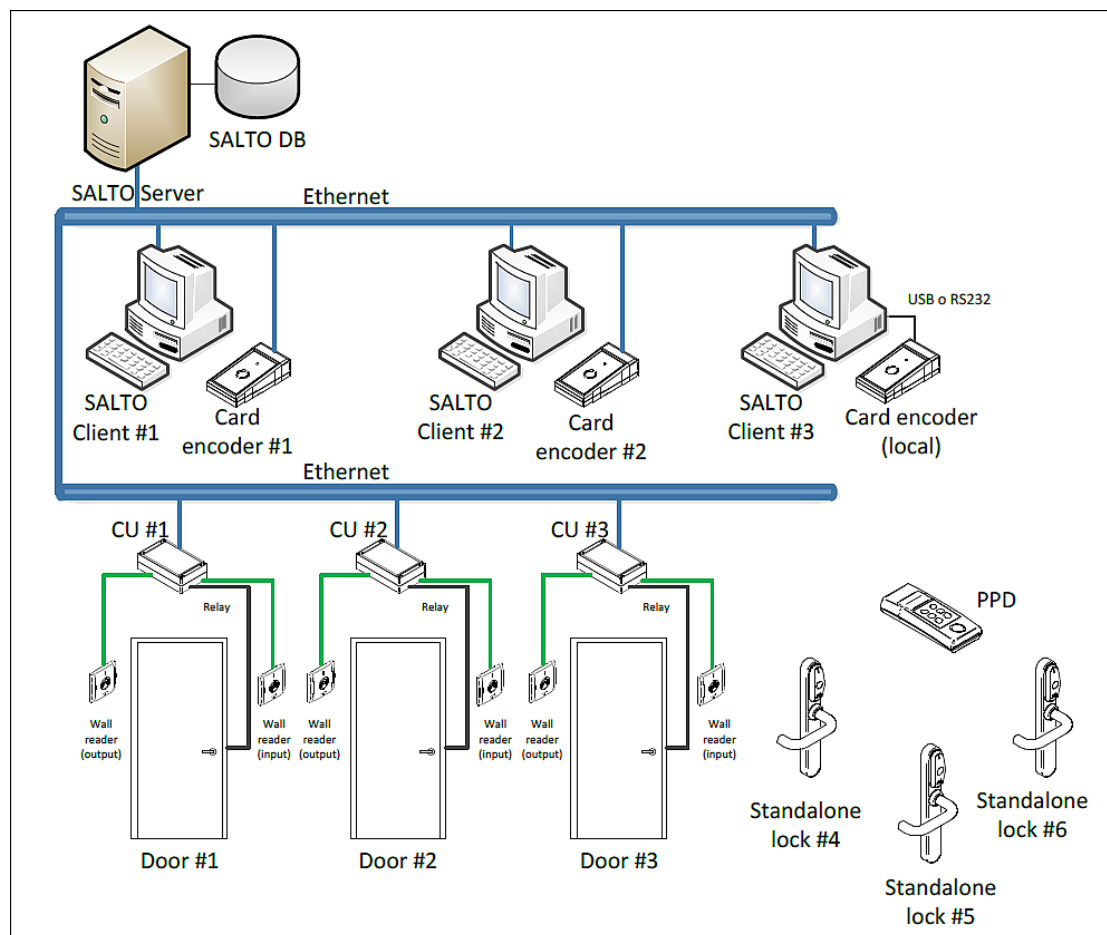 SALTO DB
SALTO Server
Ethernet
USB o RS232
SALTO
Client #1
Card
encoder #1
SALTO
Client #2
Card
encoder #2
SALTO
Client #3
Card encoder
(local)
Ethernet
CU #1
CU #2
CU #3
Relay
Relay
Relay
PPD
Wall
reader
(output)
Wall
reader
(input)
Wall
reader
(output)
Wall
reader
(input)
Wall
reader
(output)
Wall
reader
(input)
Door #1
Door #2
Door #3
Standalone
lock #4
Standalone
lock #5
Standalone
lock #6